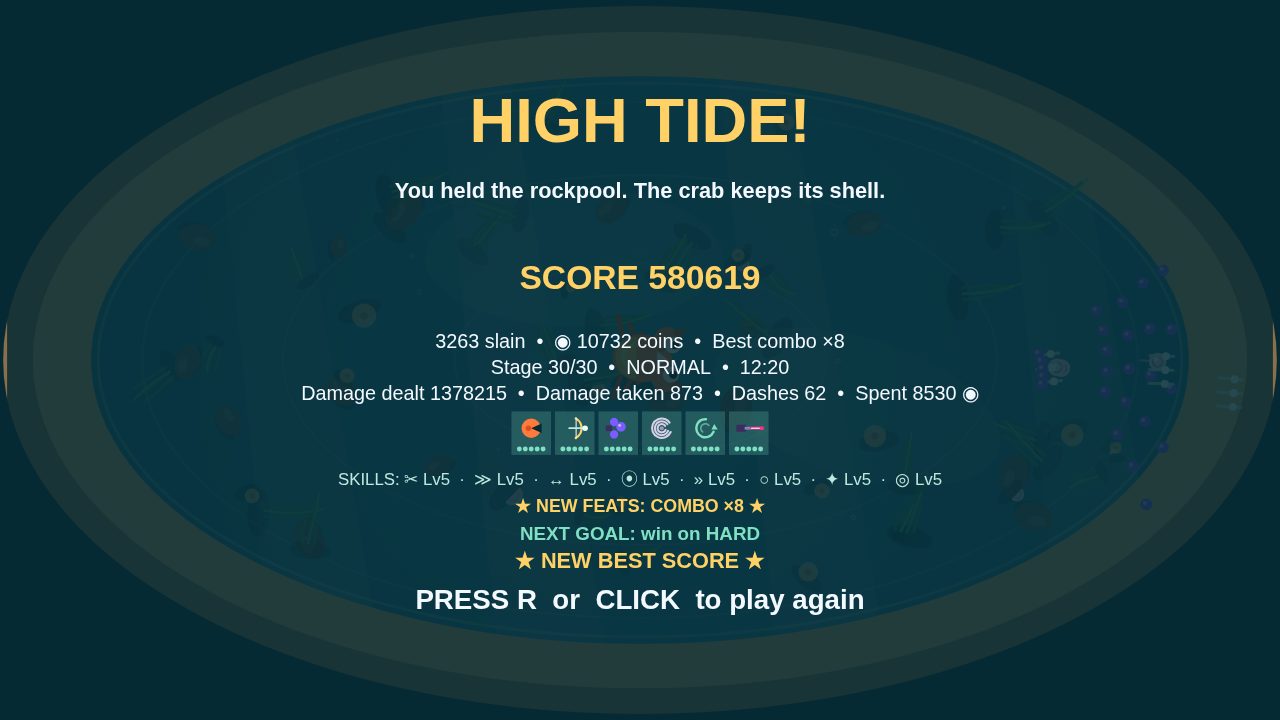 HIGH TIDE!
You held the rockpool. The crab keeps its shell.
SCORE 580619
3263 slain • ◉ 10732 coins • Best combo ×8
Stage 30/30 • NORMAL • 12:20
Damage dealt 1378215 • Damage taken 873 • Dashes 62 • Spent 8530 ◉
SKILLS: ✂ Lv5 · ≫ Lv5 · ↔ Lv5 · ⦿ Lv5 · » Lv5 · ○ Lv5 · ✦ Lv5 · ◎ Lv5
★ NEW FEATS: COMBO ×8 ★
NEXT GOAL: win on HARD
★ NEW BEST SCORE ★
PRESS R or CLICK to play again